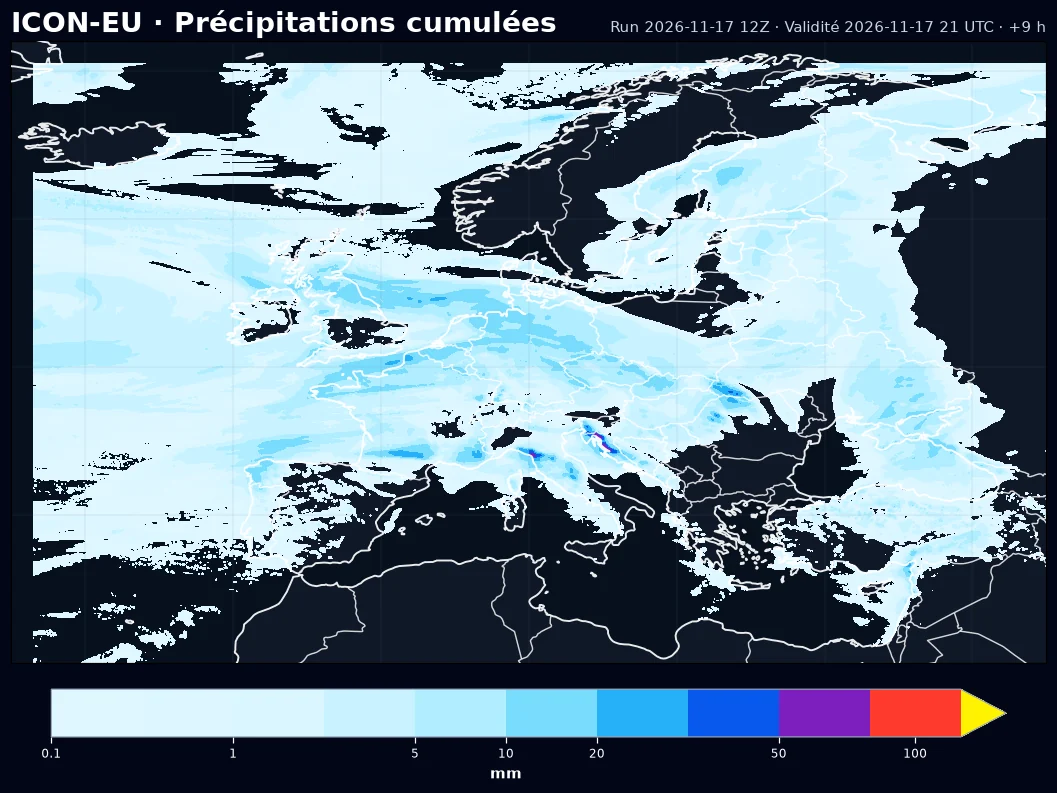 ICON-EU · Précipitations cumulées
Run 2026-11-17 12Z · Validité 2026-11-17 21 UTC · +9 h
0.1 1 5 10 20 50 100
mm